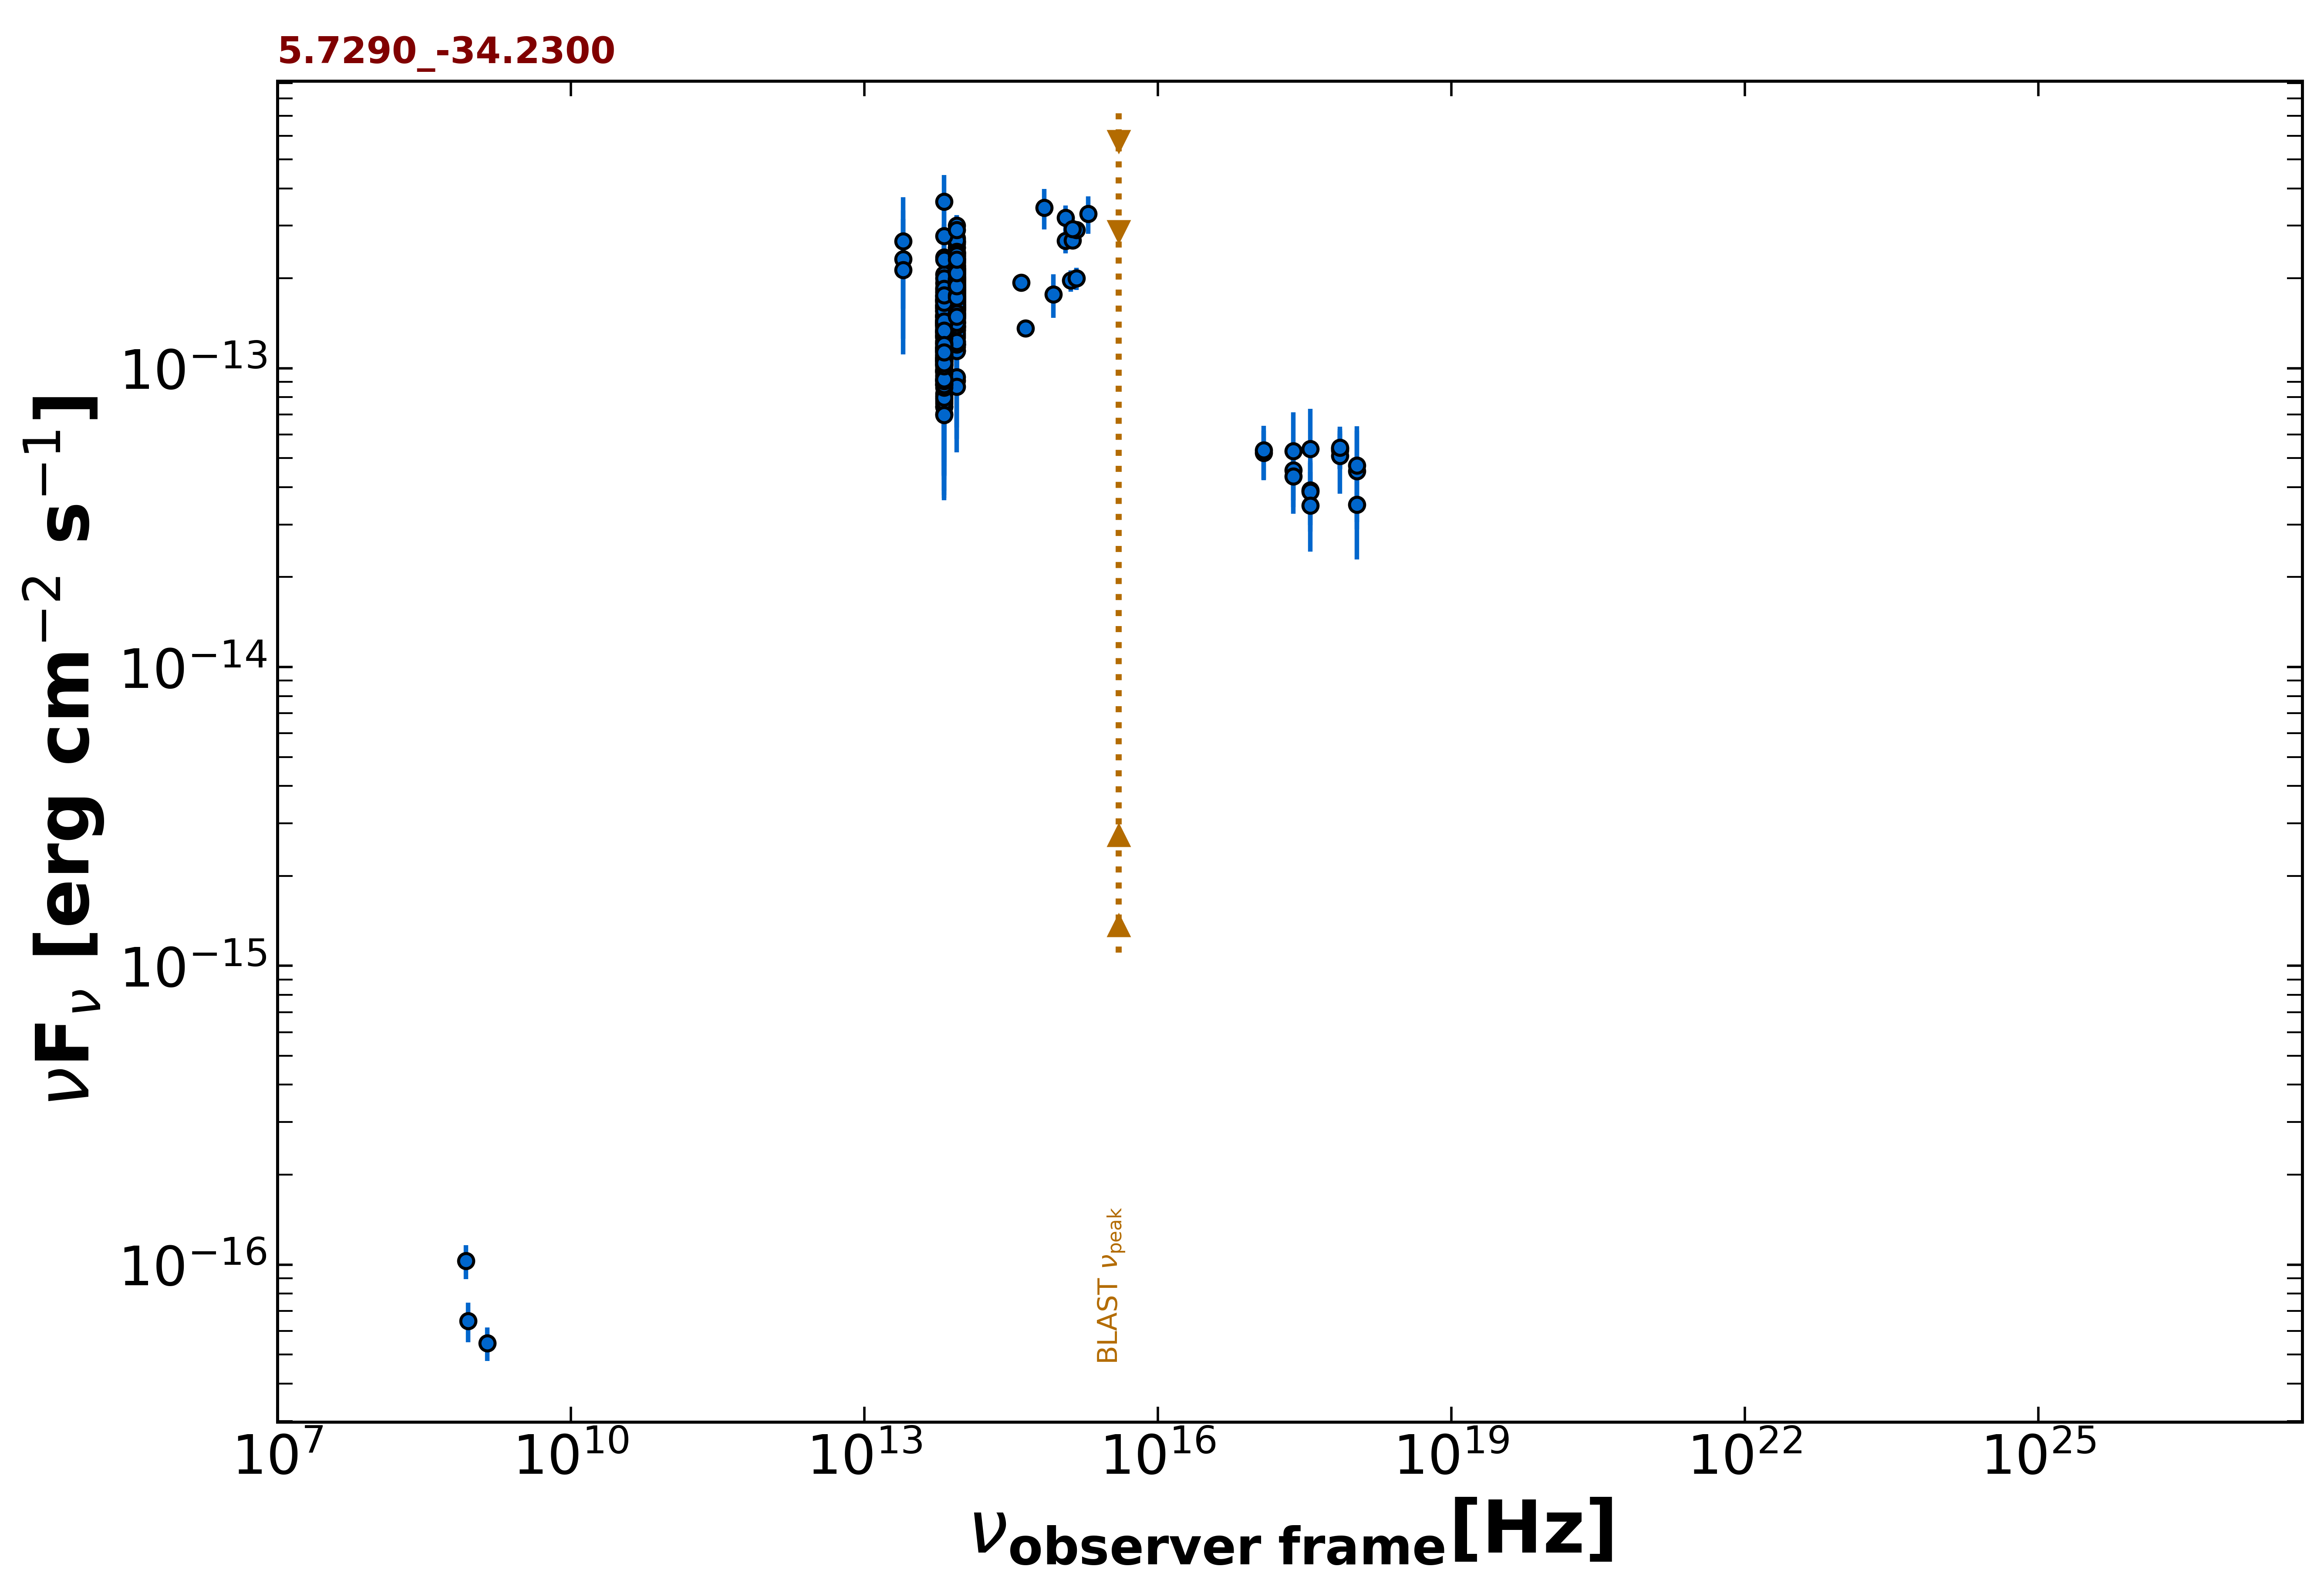 5.7290_-34.2300
νFν [erg cm−2 s−1]
10−13
10−14
10−15
10−16
BLAST νpeak
107 1010 1013 1016 1019 1022 1025
νobserver frame[Hz]